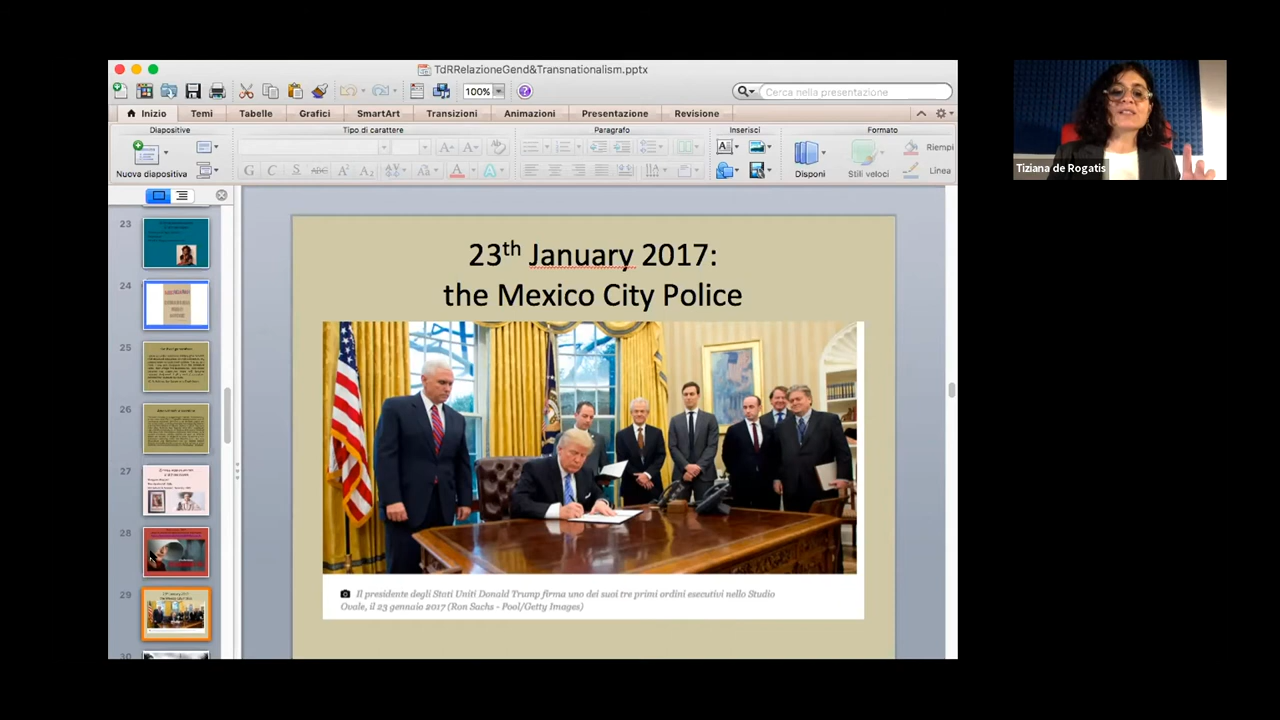 TdRRelazioneGend&Transnationalism.pptx
100%
Cerca nella presentazione
Inizio
Temi
Tabelle
Grafici
SmartArt
Transizioni
Animazioni
Presentazione
Revisione
Diapositive
Tipo di carattere
Paragrafo
Inserisci
Formato
Nuova diapositiva
Disponi
Stili veloci
Riempi
Linea
23
24
25
26
27
28
29
30
23th January 2017:
the Mexico City Police
Il presidente degli Stati Uniti Donald Trump firma uno dei suoi tre primi ordini esecutivi nello Studio
Ovale, il 23 gennaio 2017 (Ron Sachs - Pool/Getty Images)
Tiziana de Rogatis